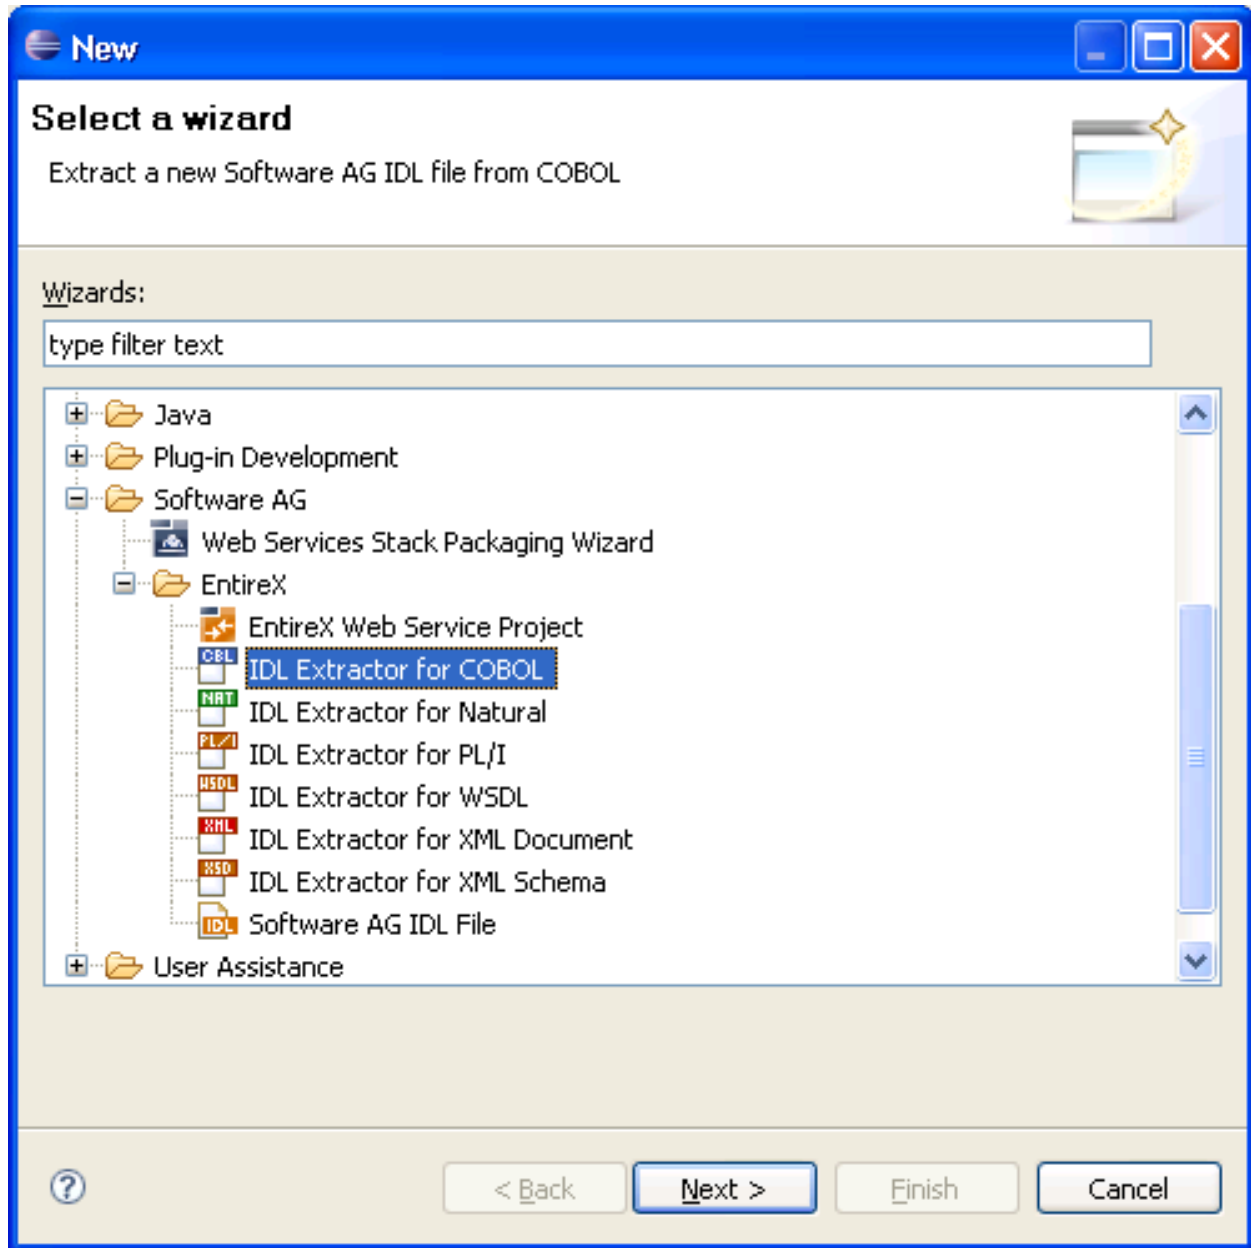 New
Select a wizard
Extract a new Software AG IDL file from COBOL
Wizards:
type filter text
Java
Plug-in Development
Software AG
Web Services Stack Packaging Wizard
EntireX
EntireX Web Service Project
CBL IDL Extractor for COBOL
NAT IDL Extractor for Natural
PL/I IDL Extractor for PL/I
WSDL IDL Extractor for WSDL
XML IDL Extractor for XML Document
XSD IDL Extractor for XML Schema
IDL Software AG IDL File
User Assistance
? < Back Next > Finish Cancel